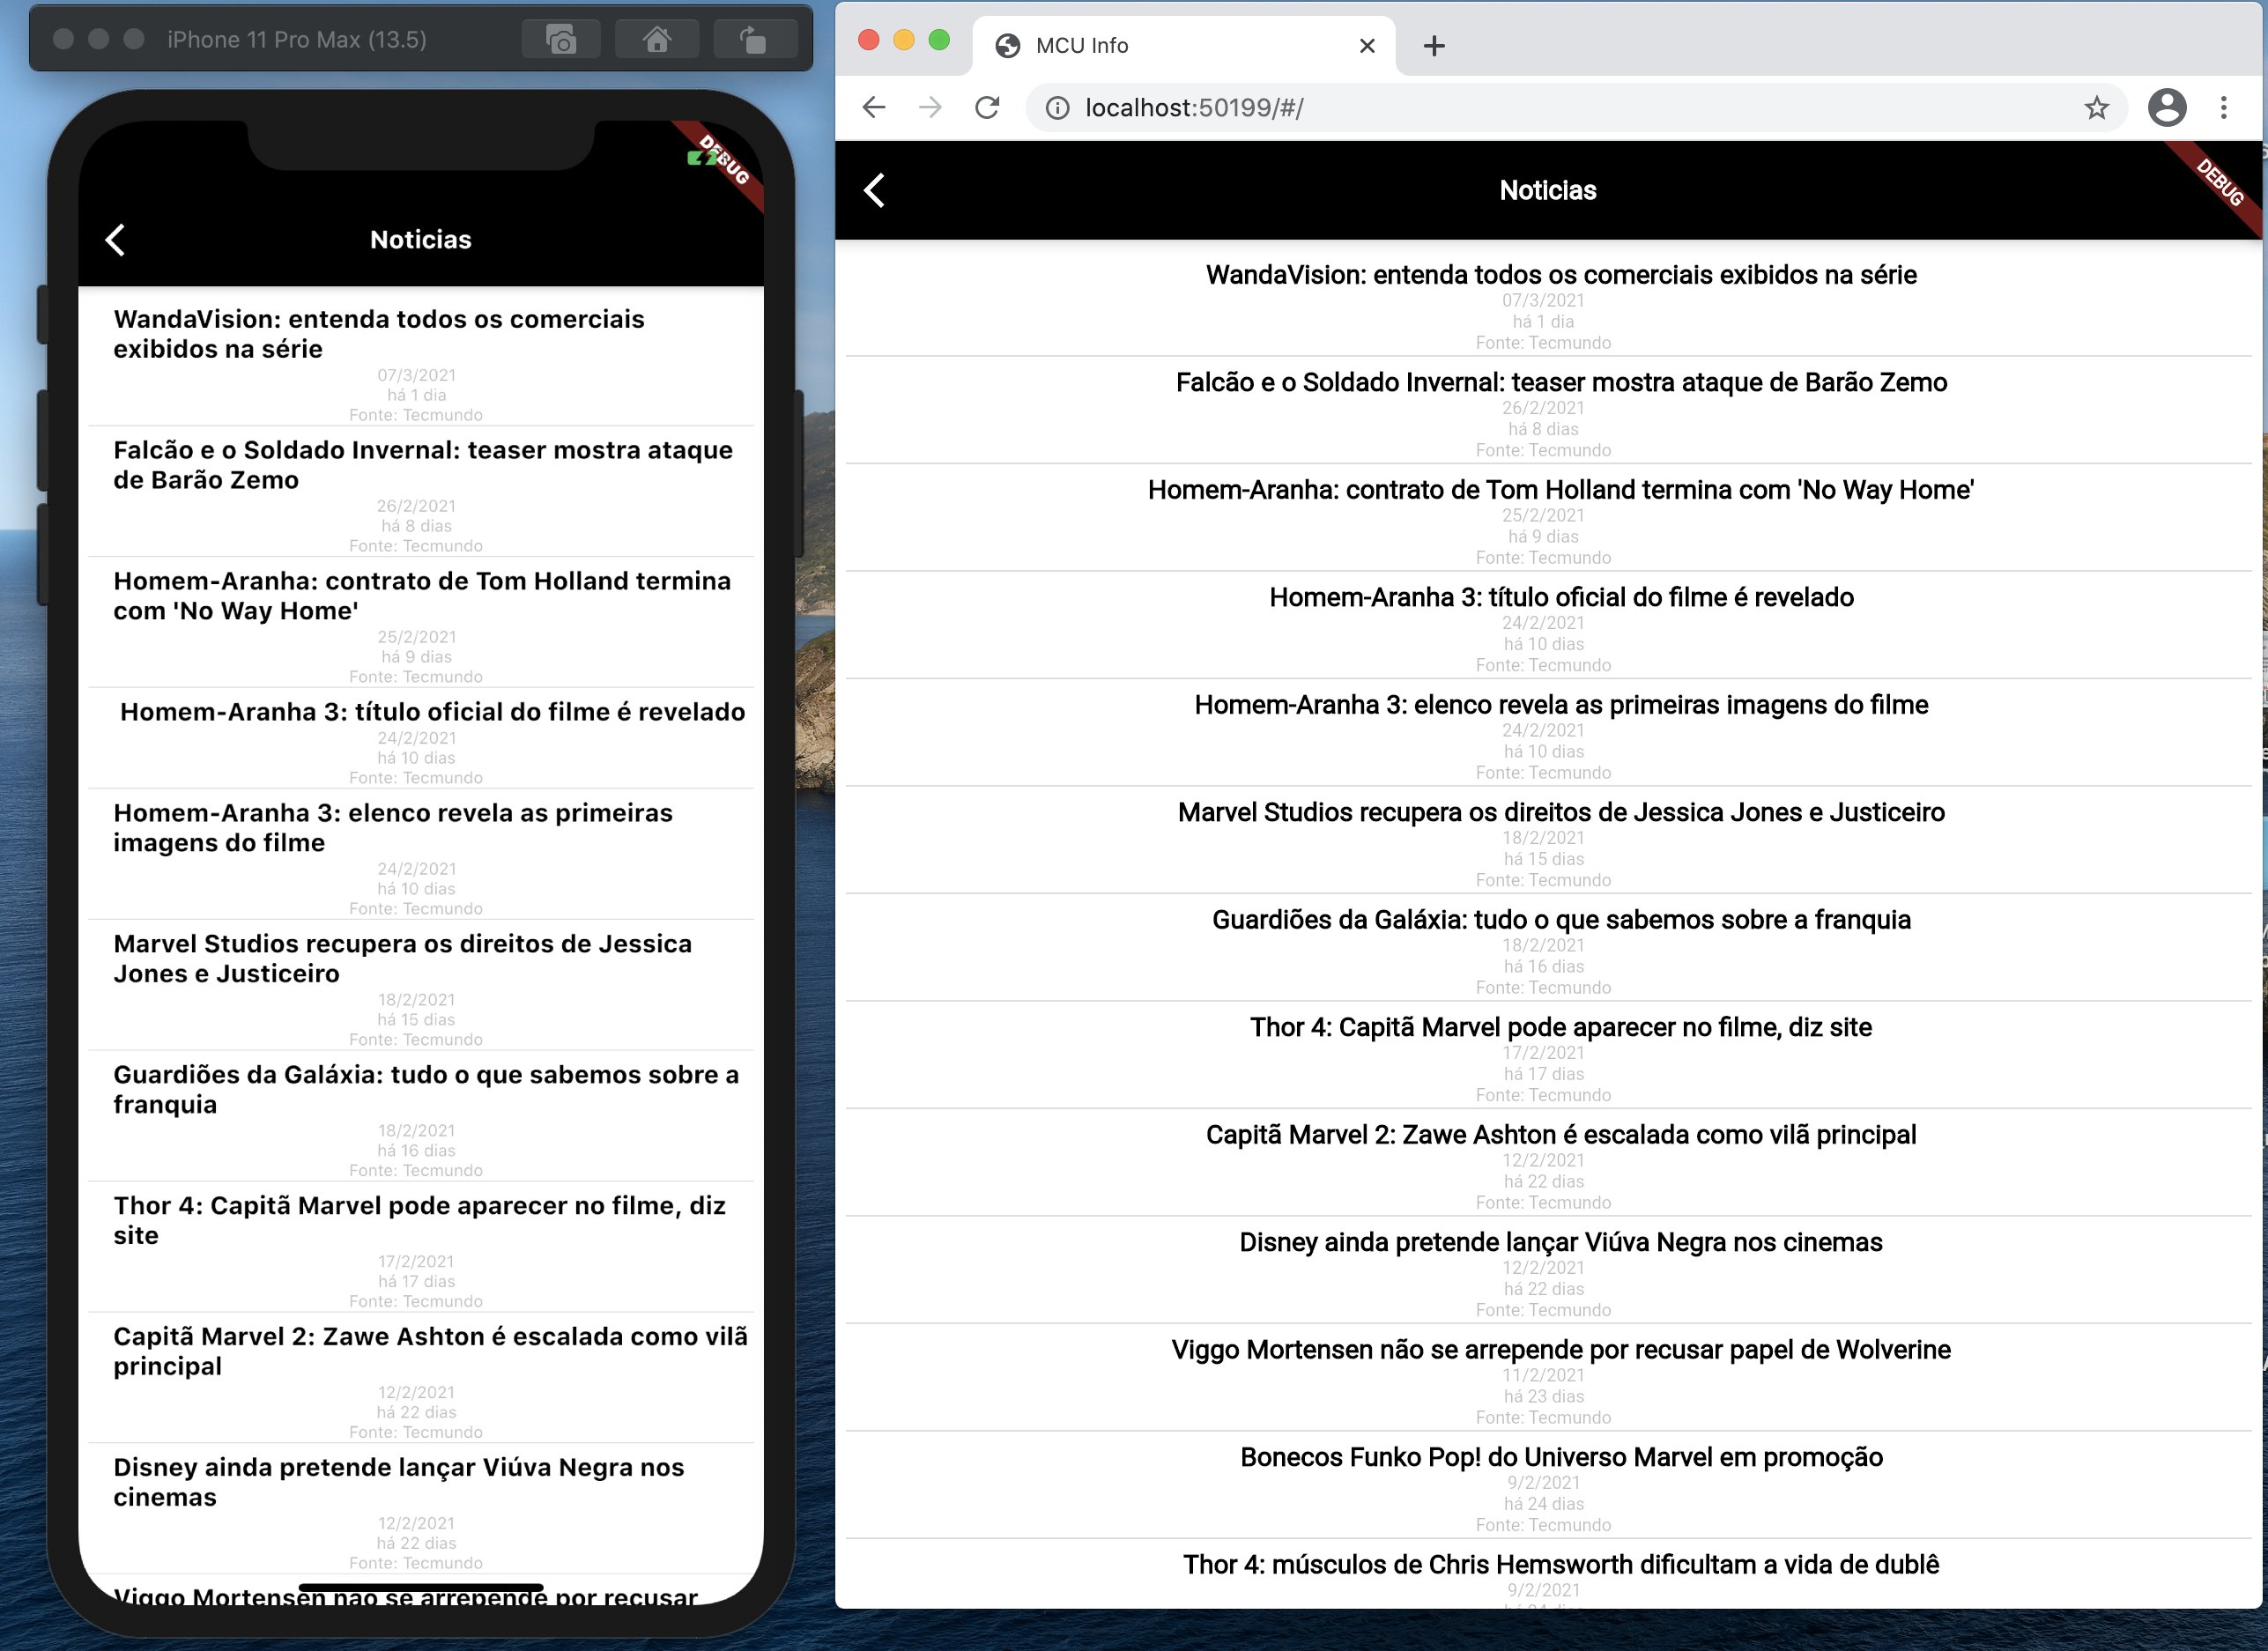 iPhone 11 Pro Max (13.5)
DEBUG
Noticias
WandaVision: entenda todos os comerciais
exibidos na série
07/3/2021
há 1 dia
Fonte: Tecmundo
Falcão e o Soldado Invernal: teaser mostra ataque
de Barão Zemo
26/2/2021
há 8 dias
Fonte: Tecmundo
Homem-Aranha: contrato de Tom Holland termina
com 'No Way Home'
25/2/2021
há 9 dias
Fonte: Tecmundo
Homem-Aranha 3: título oficial do filme é revelado
24/2/2021
há 10 dias
Fonte: Tecmundo
Homem-Aranha 3: elenco revela as primeiras
imagens do filme
24/2/2021
há 10 dias
Fonte: Tecmundo
Marvel Studios recupera os direitos de Jessica
Jones e Justiceiro
18/2/2021
há 15 dias
Fonte: Tecmundo
Guardiões da Galáxia: tudo o que sabemos sobre a
franquia
18/2/2021
há 16 dias
Fonte: Tecmundo
Thor 4: Capitã Marvel pode aparecer no filme, diz
site
17/2/2021
há 17 dias
Fonte: Tecmundo
Capitã Marvel 2: Zawe Ashton é escalada como vilã
principal
12/2/2021
há 22 dias
Fonte: Tecmundo
Disney ainda pretende lançar Viúva Negra nos
cinemas
12/2/2021
há 22 dias
Fonte: Tecmundo
Viggo Mortensen não se arrepende por recusar
MCU Info
localhost:50199/#/
Noticias
DEBUG
WandaVision: entenda todos os comerciais exibidos na série
07/3/2021
há 1 dia
Fonte: Tecmundo
Falcão e o Soldado Invernal: teaser mostra ataque de Barão Zemo
26/2/2021
há 8 dias
Fonte: Tecmundo
Homem-Aranha: contrato de Tom Holland termina com 'No Way Home'
25/2/2021
há 9 dias
Fonte: Tecmundo
Homem-Aranha 3: título oficial do filme é revelado
24/2/2021
há 10 dias
Fonte: Tecmundo
Homem-Aranha 3: elenco revela as primeiras imagens do filme
24/2/2021
há 10 dias
Fonte: Tecmundo
Marvel Studios recupera os direitos de Jessica Jones e Justiceiro
18/2/2021
há 15 dias
Fonte: Tecmundo
Guardiões da Galáxia: tudo o que sabemos sobre a franquia
18/2/2021
há 16 dias
Fonte: Tecmundo
Thor 4: Capitã Marvel pode aparecer no filme, diz site
17/2/2021
há 17 dias
Fonte: Tecmundo
Capitã Marvel 2: Zawe Ashton é escalada como vilã principal
12/2/2021
há 22 dias
Fonte: Tecmundo
Disney ainda pretende lançar Viúva Negra nos cinemas
12/2/2021
há 22 dias
Fonte: Tecmundo
Viggo Mortensen não se arrepende por recusar papel de Wolverine
11/2/2021
há 23 dias
Fonte: Tecmundo
Bonecos Funko Pop! do Universo Marvel em promoção
9/2/2021
há 24 dias
Fonte: Tecmundo
Thor 4: músculos de Chris Hemsworth dificultam a vida de dublê
9/2/2021